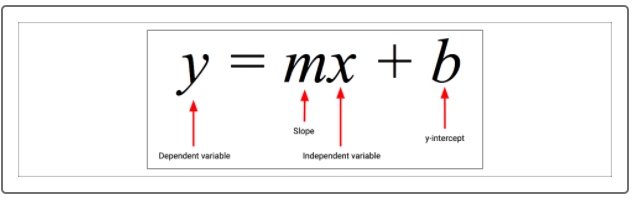 y = mx + b
Slope
y-intercept
Dependent variable
Independent variable